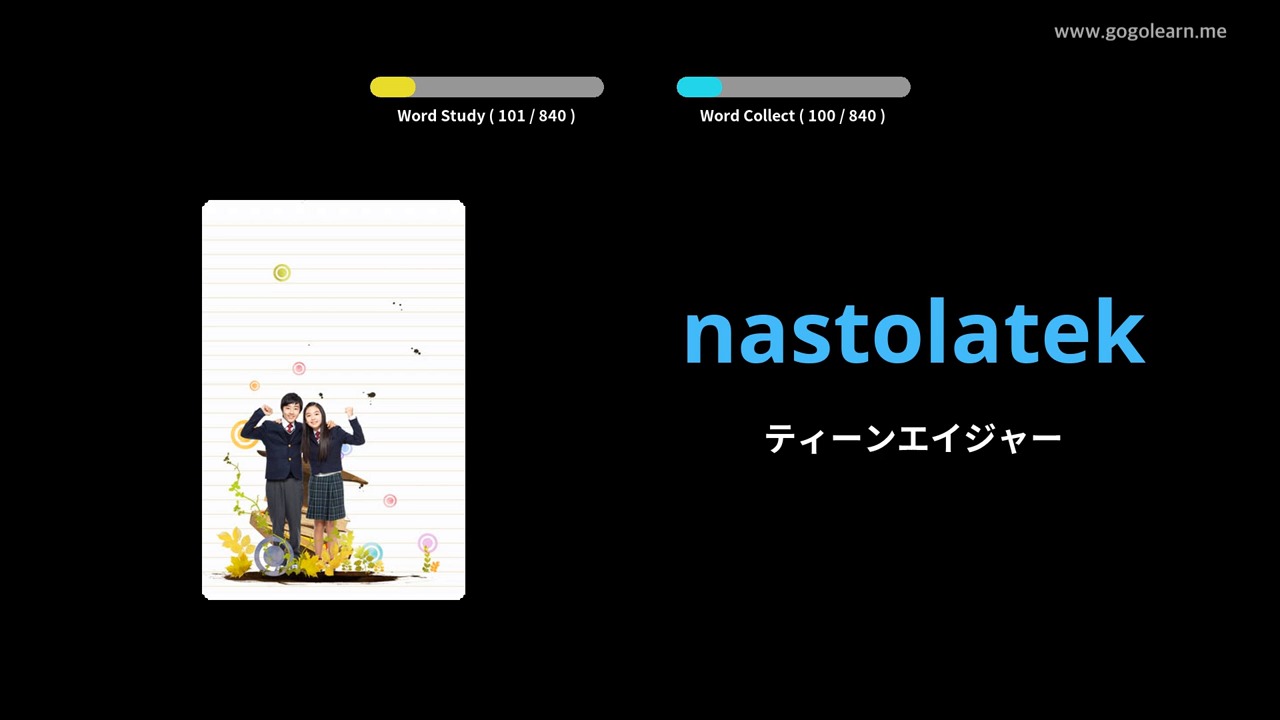 www.gogolearn.me
Word Study ( 101 / 840 )
Word Collect ( 100 / 840 )
nastolatek
ティーンエイジャー